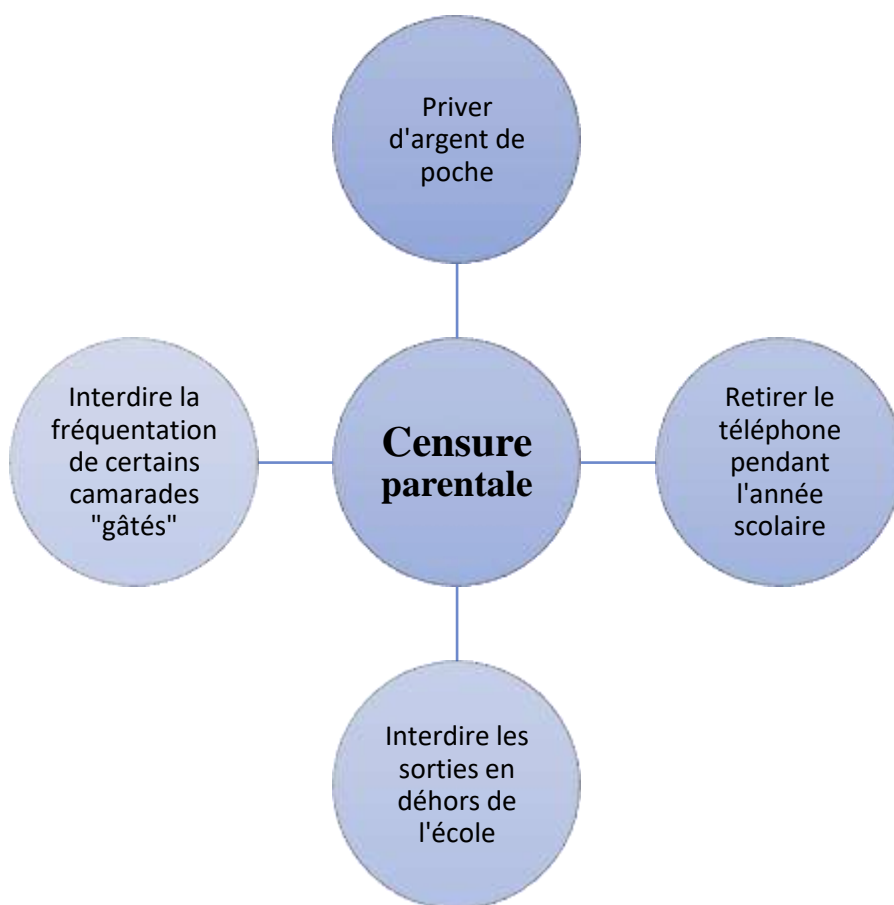 Priver
d'argent de
poche
Interdire la
fréquentation
de certains
camarades
"gâtés"
Censure
parentale
Retirer le
téléphone
pendant
l'année
scolaire
Interdire les
sorties en
déhors de
l'école